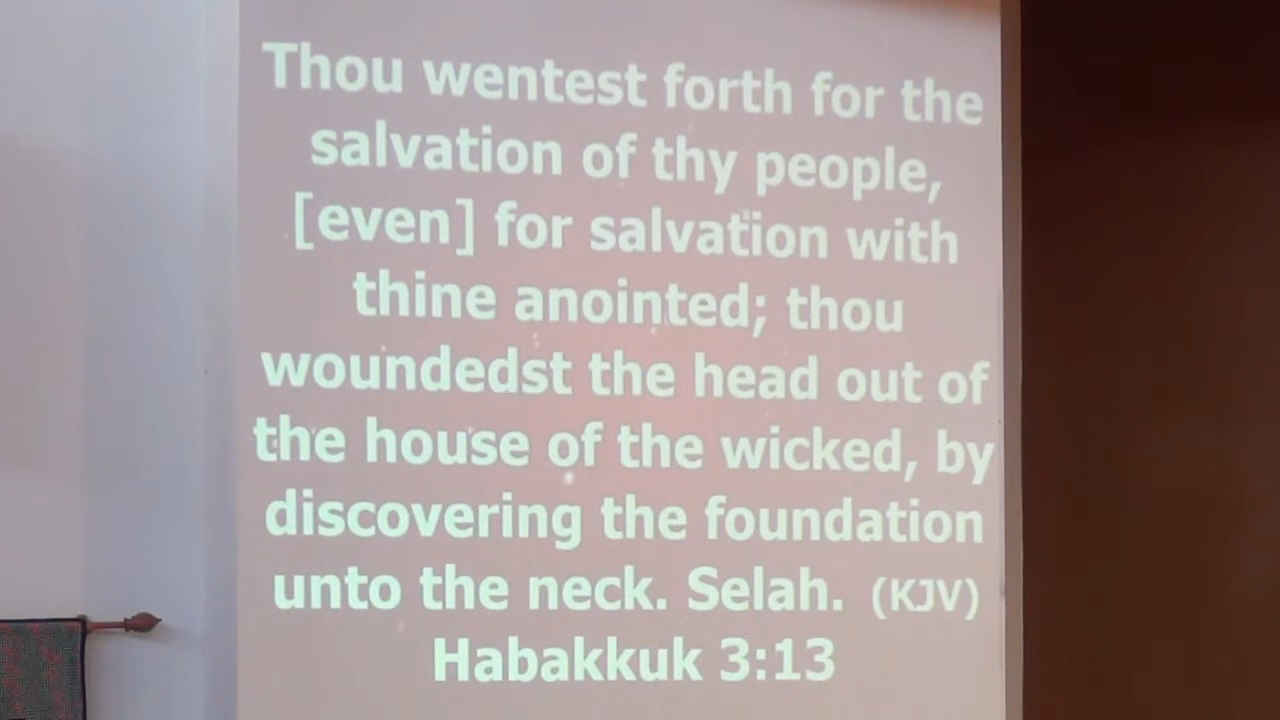 Thou wentest forth for the
salvation of thy people,
[even] for salvation with
thine anointed; thou
woundedst the head out of
the house of the wicked, by
discovering the foundation
unto the neck. Selah. (KJV)
Habakkuk 3:13